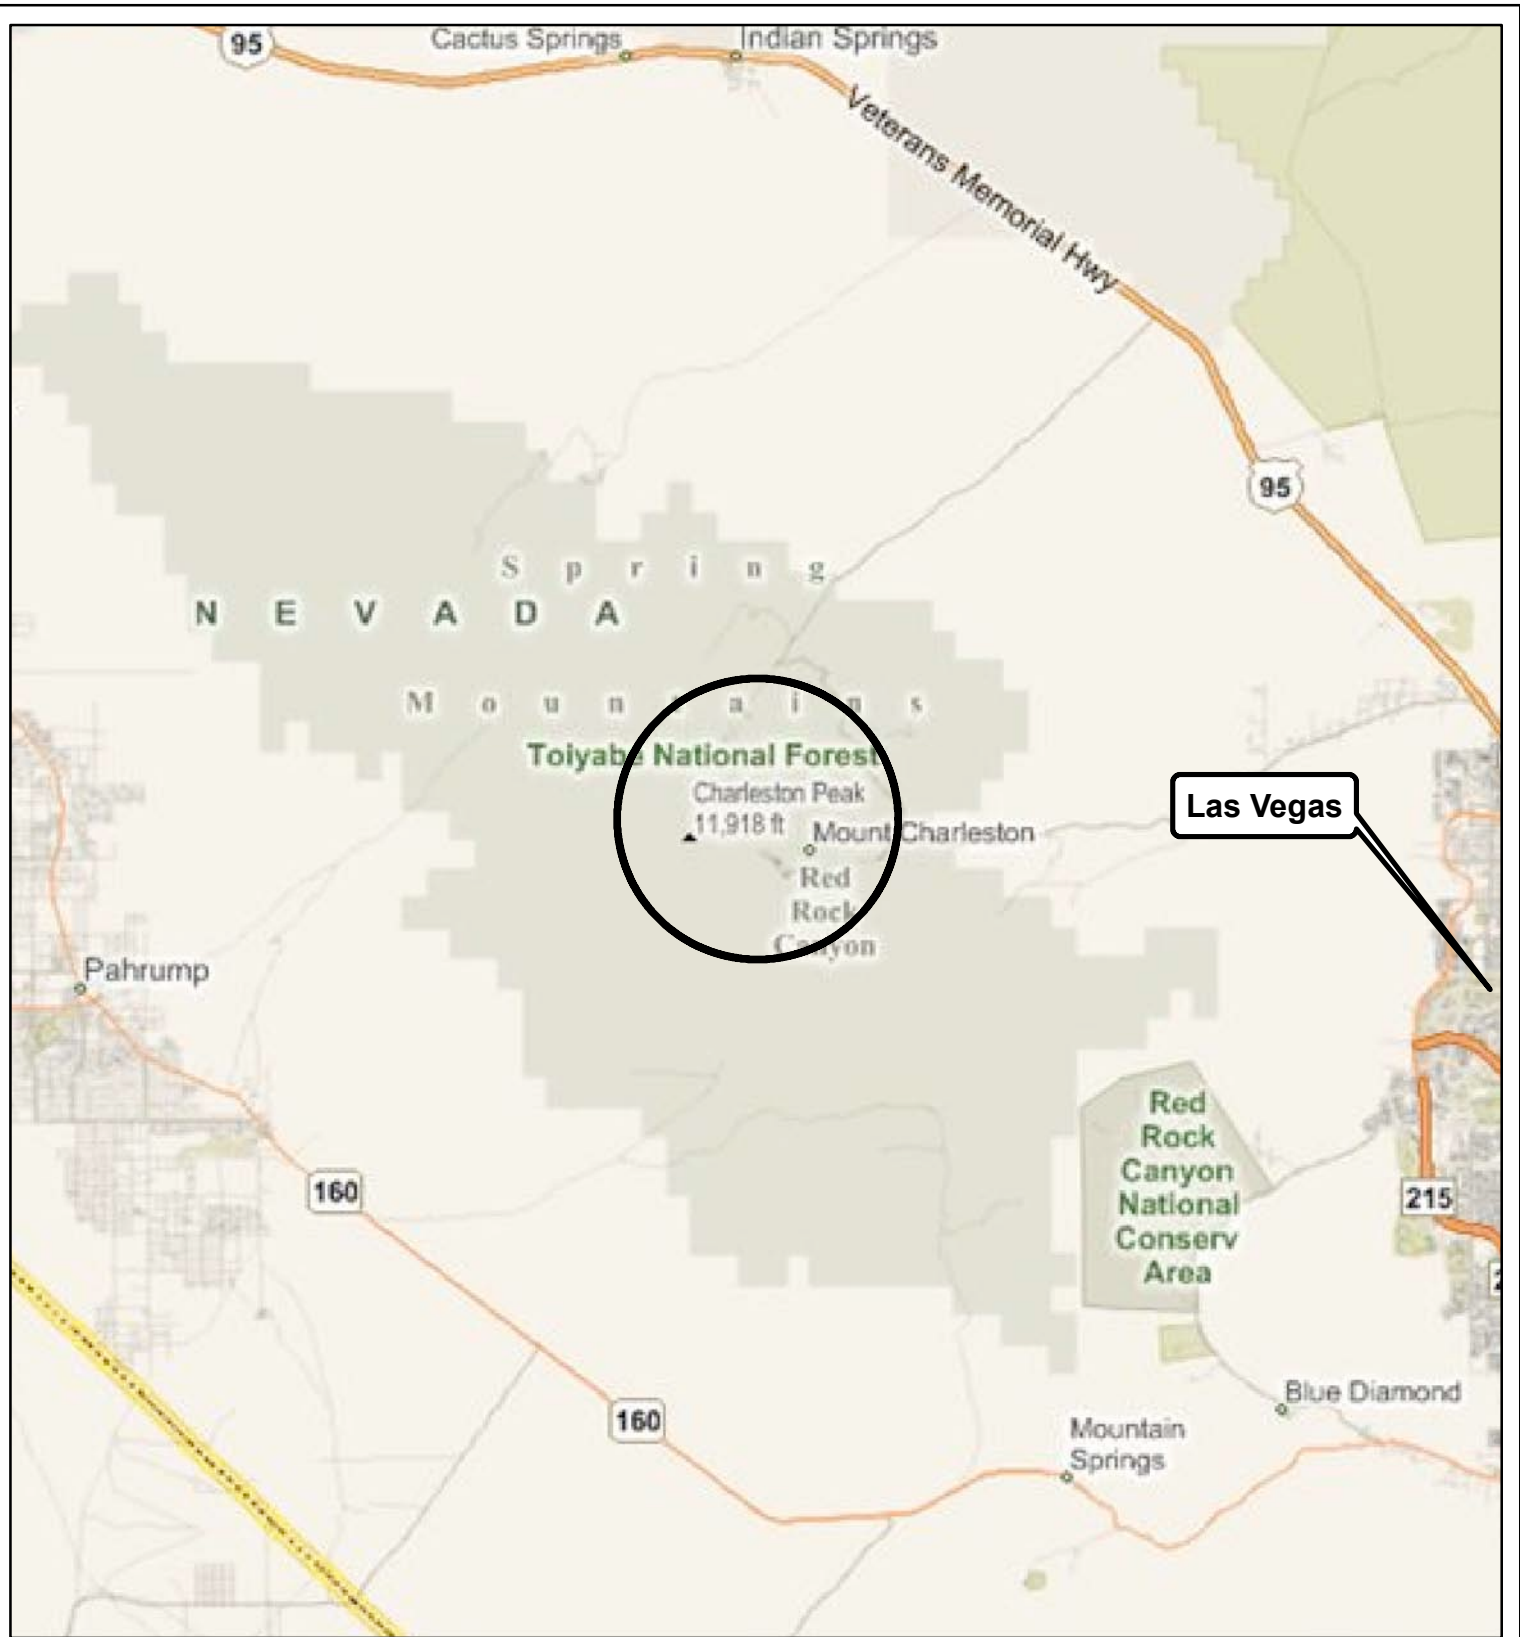 95
Cactus Springs
Indian Springs
Veterans Memorial Hwy
95
Spring
NEVADA
Mountains
Toiyabe National Forest
Charleston Peak
11,918 ft
Mount Charleston
Las Vegas
Red
Rock
Canyon
Pahrump
Red
Rock
Canyon
National
Conserv
Area
160
215
160
Blue Diamond
Mountain
Springs